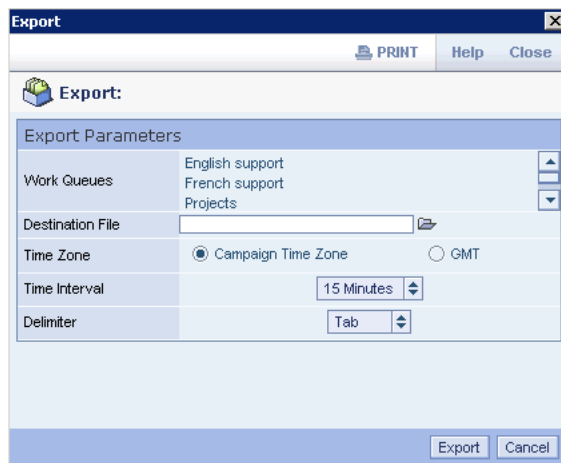 Export
PRINT Help Close
Export:
Export Parameters
Work Queues
English support
French support
Projects
Destination File
Time Zone Campaign Time Zone GMT
Time Interval 15 Minutes
Delimiter Tab
Export Cancel